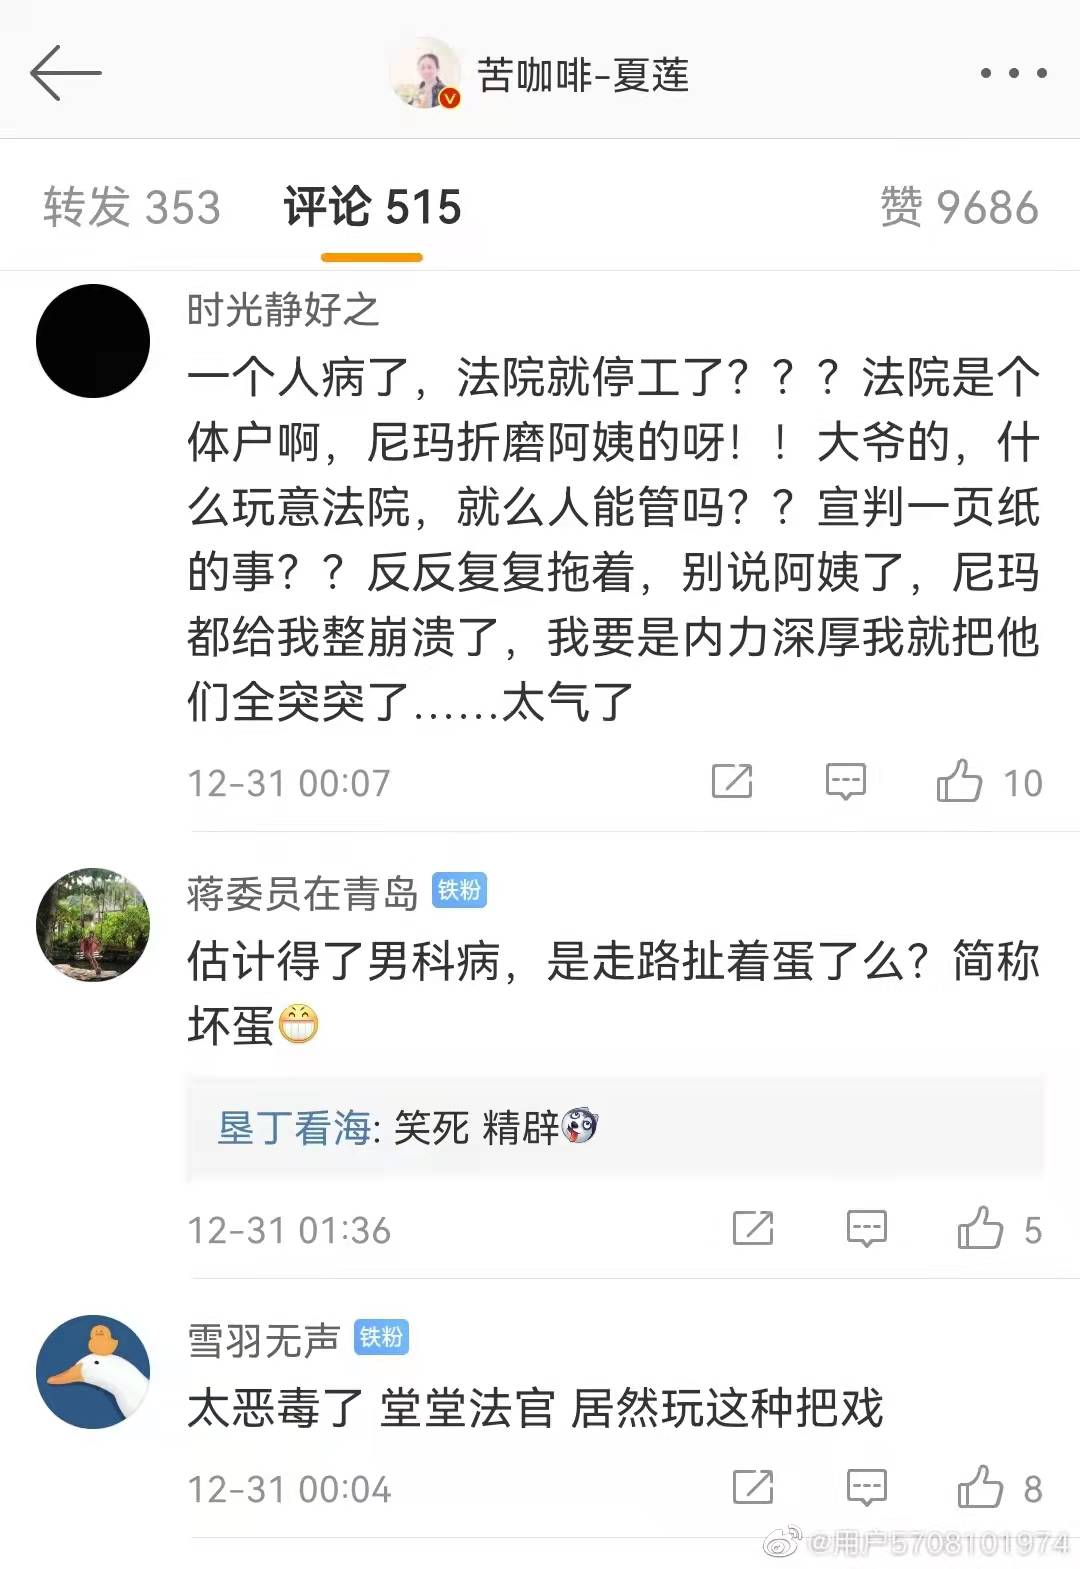 苦咖啡-夏莲
转发 353 评论 515 赞 9686
时光静好之
一个人病了，法院就停工了？？？法院是个
体户啊，尼玛折磨阿姨的呀！！大爷的，什
么玩意法院，就么人能管吗？？宣判一页纸
的事？？反反复复拖着，别说阿姨了，尼玛
都给我整崩溃了，我要是内力深厚我就把他
们全突突了……太气了
12-31 00:07 10
蒋委员在青岛 铁粉
估计得了男科病，是走路扯着蛋了么？简称
坏蛋😁
垦丁看海: 笑死 精辟
12-31 01:36 5
雪羽无声 铁粉
太恶毒了 堂堂法官 居然玩这种把戏
12-31 00:04 8
@用户5708101974